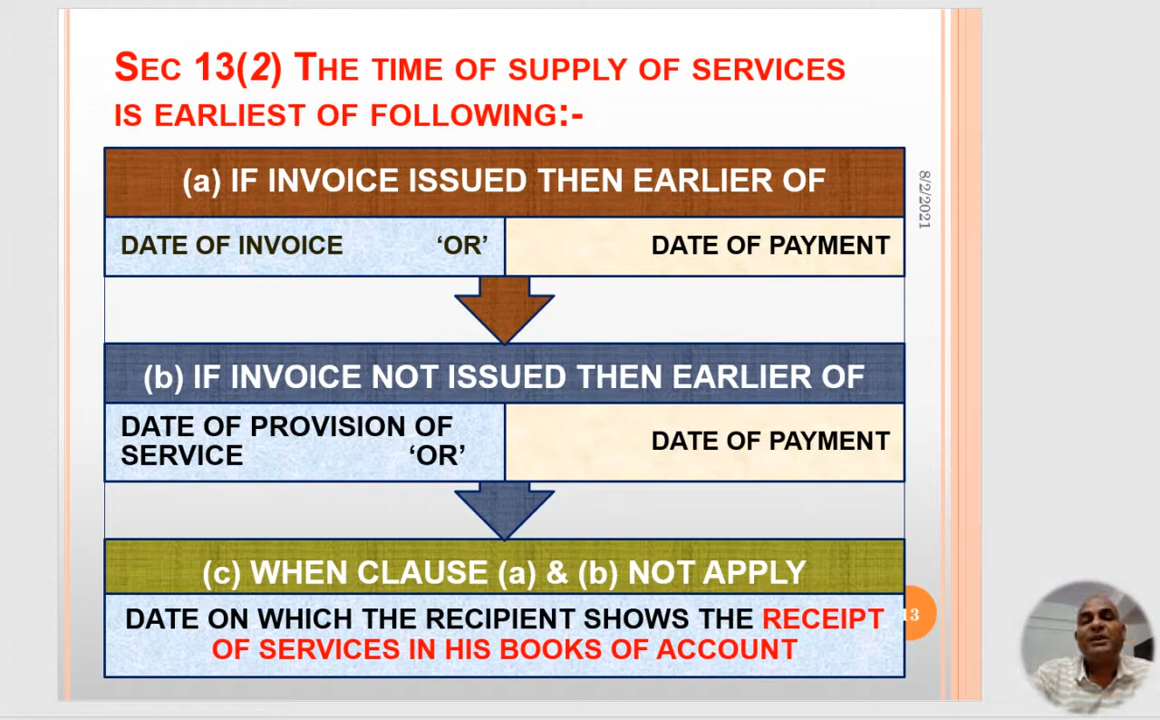 SEC 13(2) THE TIME OF SUPPLY OF SERVICES
IS EARLIEST OF FOLLOWING:-
(a) IF INVOICE ISSUED THEN EARLIER OF
DATE OF INVOICE ‘OR’
DATE OF PAYMENT
8/2/2021
(b) IF INVOICE NOT ISSUED THEN EARLIER OF
DATE OF PROVISION OF
SERVICE ‘OR’
DATE OF PAYMENT
(c) WHEN CLAUSE (a) & (b) NOT APPLY
DATE ON WHICH THE RECIPIENT SHOWS THE RECEIPT
OF SERVICES IN HIS BOOKS OF ACCOUNT
13